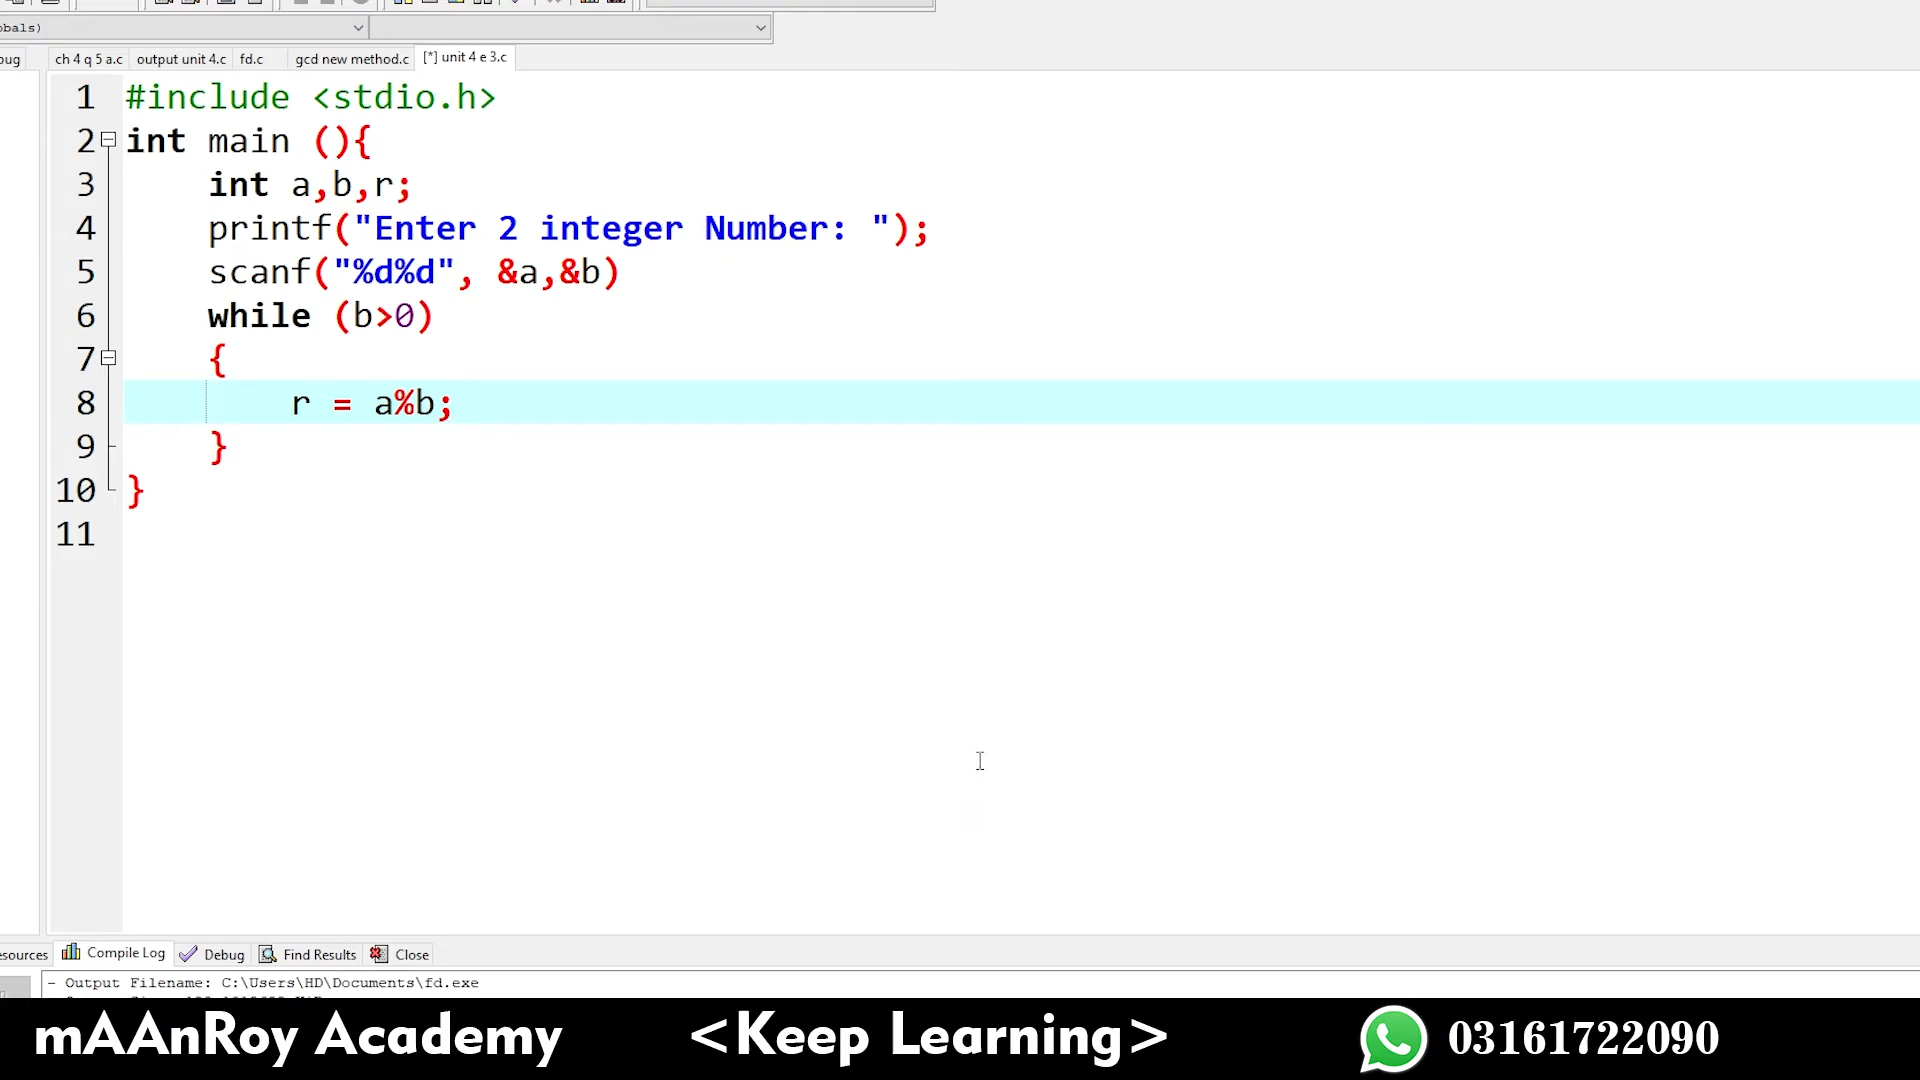 obals)
bug ch 4 q 5 a.c output unit 4.c fd.c gcd new method.c [*] unit 4 e 3.c
1 #include <stdio.h>
2 int main (){
3 int a,b,r;
4 printf("Enter 2 integer Number: ");
5 scanf("%d%d", &a,&b)
6 while (b>0)
7 {
8 r = a%b;
9 }
10 }
11
esources Compile Log Debug Find Results Close
- Output Filename: C:\Users\HD\Documents\fd.exe
mAAnRoy Academy <Keep Learning> 03161722090